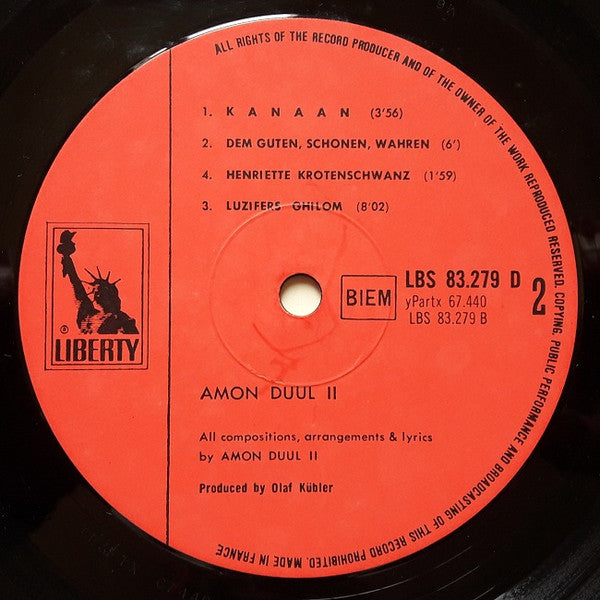 ALL RIGHTS OF THE RECORD PRODUCER AND OF THE OWNER OF THE WORK REPRODUCED RESERVED. COPYING, PUBLIC PERFORMANCE AND BROADCASTING OF THIS RECORD PROHIBITED. MADE IN FRANCE
1. KANAAN (3'56)
2. DEM GUTEN, SCHONEN, WAHREN (6')
4. HENRIETTE KROTENSCHWANZ (1'59)
3. LUZIFERS GHILOM (8'02)
® LIBERTY
BIEM
LBS 83.279 D
yPartx 67.440
LBS 83.279 B
2
AMON DUUL II
All compositions, arrangements & lyrics
by AMON DUUL II
Produced by Olaf Kübler